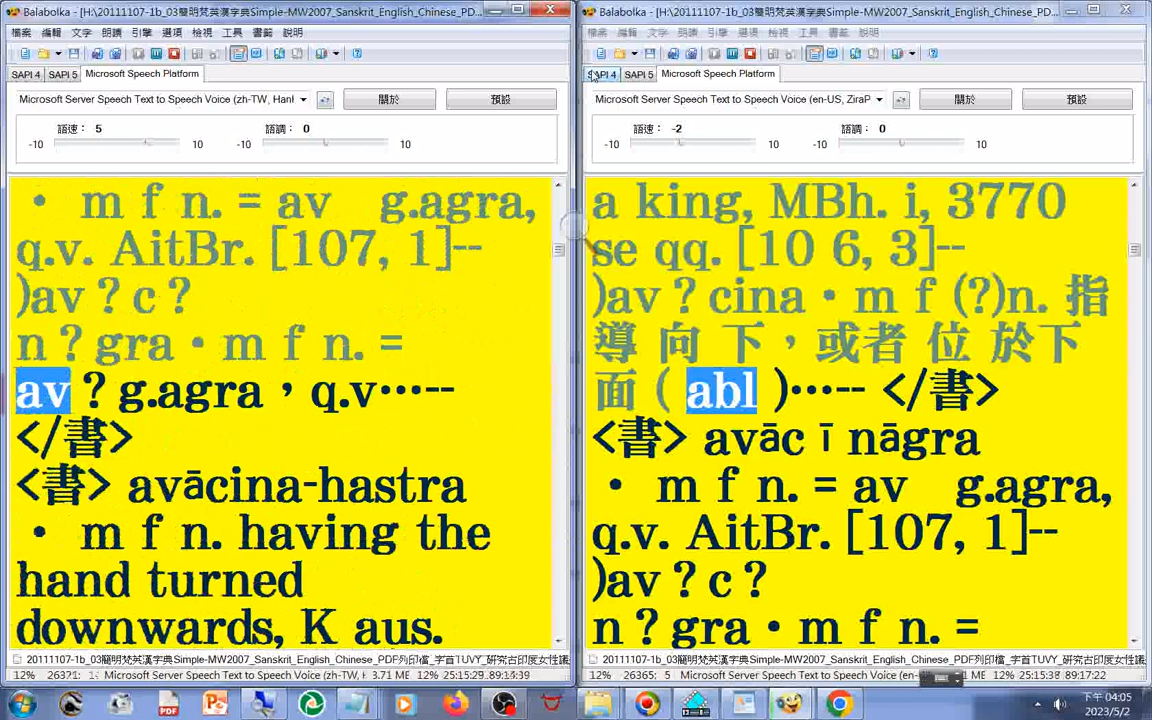 Balabolka - [H:\20111107-1b_03簡明梵英漢字典Simple-MW2007_Sanskrit_English_Chinese_PD...
檔案 編輯 文字 朗讀 引擎 選項 檢視 工具 書籤 說明
SAPI 4 SAPI 5 Microsoft Speech Platform
Microsoft Server Speech Text to Speech Voice (zh-TW, Hanl 關於 預設
語速： 5 語調： 0
-10 10 -10 10
• m f n. = av g.agra,
q.v. AitBr. [107, 1]--
)av？c？
n？gra•m f n. =
av？g.agra，q.v…--
</書>
<書> avācina-hastra
• m f n. having the
hand turned
downwards, K aus.
20111107-1b_03簡明梵英漢字典Simple-MW2007_Sanskrit_English_Chinese_PDF列印檔_字首TUVY_研究古印度女性議
12% 26371: Microsoft Server Speech Text to Speech Voice (zh-TW, I 3.71 ME 12% 25:15:29
Balabolka - [H:\20111107-1b_03簡明梵英漢字典Simple-MW2007_Sanskrit_English_Chinese_PDF...
檔案 編輯 文字 朗讀 引擎 選項 檢視 工具 書籤 說明
SAPI 4 SAPI 5 Microsoft Speech Platform
Microsoft Server Speech Text to Speech Voice (en-US, ZiraP 關於 預設
語速： -2 語調： 0
-10 10 -10 10
a king, MBh. i, 3770
se qq. [10 6, 3]--
)av？cina•m f (?)n. 指
導 向 下，或者 位 於下
面（ abl ）…-- </書>
<書> avāc ī nāgra
• m f n. = av g.agra,
q.v. AitBr. [107, 1]--
)av？c？
n？gra•m f n. =
20111107-1b_03簡明梵英漢字典Simple-MW2007_Sanskrit_English_Chinese_PDF列印檔_字首TUVY_研究古印度女性議
12% 26365: 5 Microsoft Server Speech Text to Speech Voice (en- 12% 25:15:38 89:17:22
下午 04:05
2023/5/2